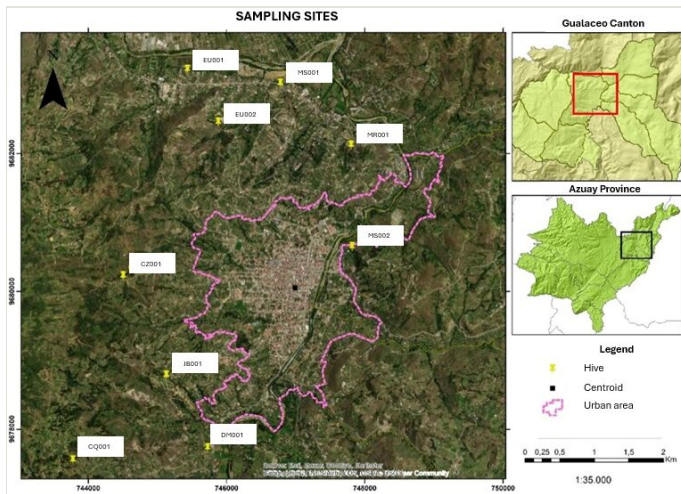 SAMPLING SITES
Gualaceo Canton
N
EU001
MS001
EU002
MR001
MS002
CZ001
JB001
DM001
CQ001
9682000
9680000
9678000
744000
746000
748000
750000
Azuay Province
Legend
Hive
Centroid
Urban area
0 0,25 0,5 1 1,5 2
Km
1:35.000
User Community